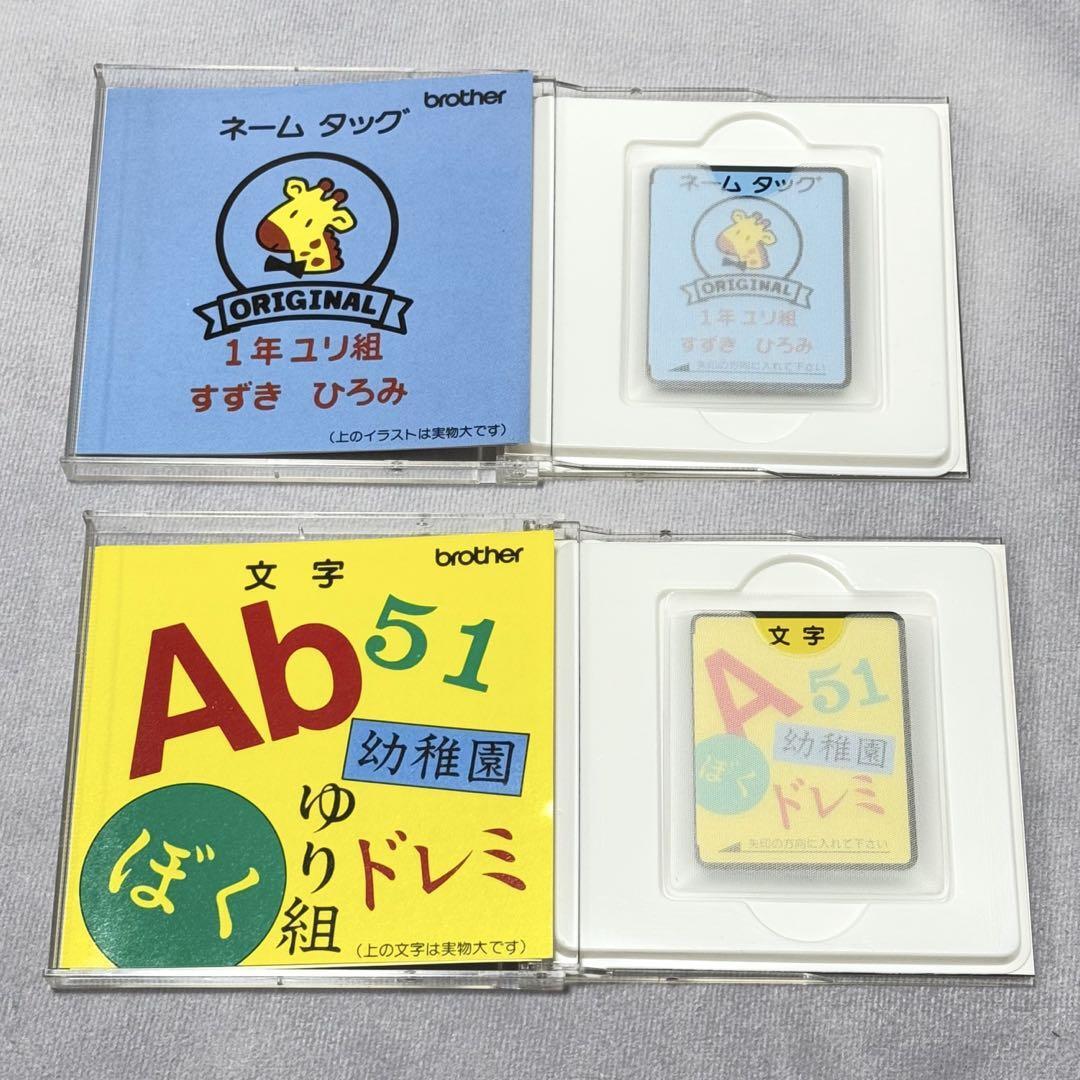 brother
ネーム タッグ
ORIGINAL
1年ユリ組
すずき ひろみ
(上のイラストは実物大です)
ネーム タッグ
ORIGINAL
1年ユリ組
すずき ひろみ
矢印の方向に入れて下さい
brother
文字
Ab51
幼稚園
ぼく
ゆり組
ドレミ
(上の文字は実物大です)
文字
A51
幼稚園
ぼく
ドレミ
矢印の方向に入れて下さい